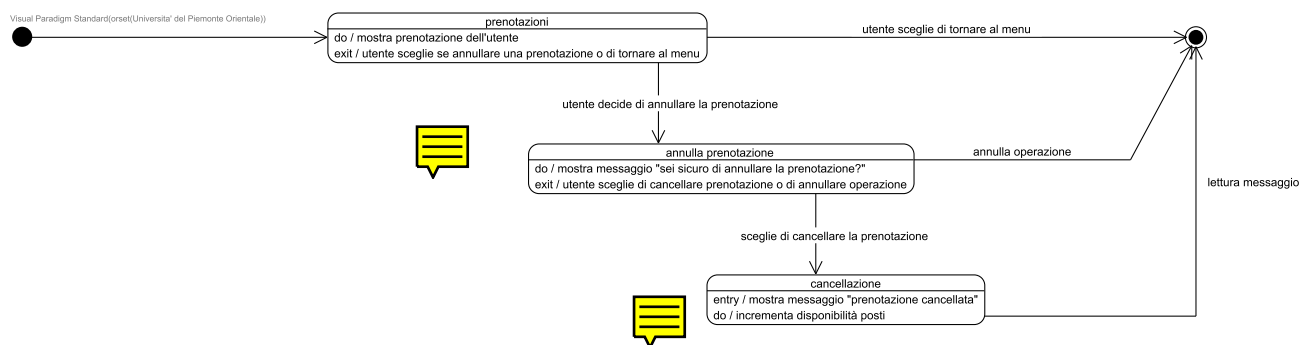 Visual Paradigm Standard(orset(Universita' del Piemonte Orientale))
prenotazioni
do / mostra prenotazione dell'utente
exit / utente sceglie se annullare una prenotazione o di tornare al menu
utente sceglie di tornare al menu
utente decide di annullare la prenotazione
annulla prenotazione
do / mostra messaggio "sei sicuro di annullare la prenotazione?"
exit / utente sceglie di cancellare prenotazione o di annullare operazione
annulla operazione
lettura messaggio
sceglie di cancellare la prenotazione
cancellazione
entry / mostra messaggio "prenotazione cancellata"
do / incrementa disponibilità posti